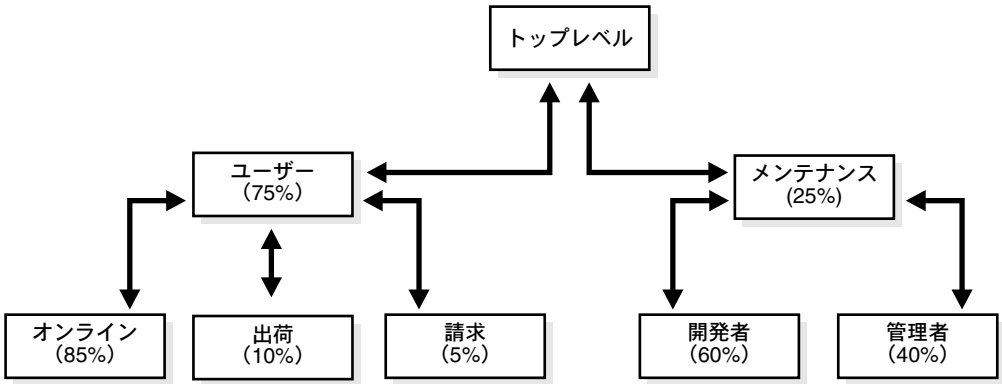 トップレベル
ユーザー
（75%）
メンテナンス
(25%)
オンライン
（85%）
出荷
（10%）
請求
（5%）
開発者
（60%）
管理者
（40%）